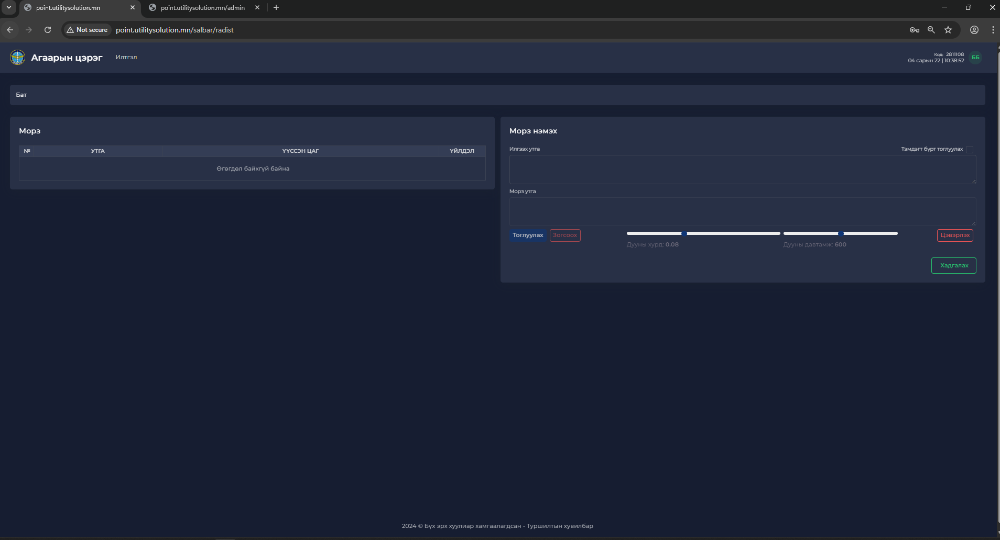 point.utilitysolution.mn
point.utilitysolution.mn/admin
Not secure
point.utilitysolution.mn/salbar/radist
Агаарын цэрэг
Илтгэл
Код: 2811108
04 сарын 22 | 10:38:52
ББ
Бат
Морз
№ УТГА ҮҮССЭН ЦАГ ҮЙЛДЭЛ
Өгөгдөл байхгүй байна
Морз нэмэх
Илгээх утга
Тэмдэгт бүрт тоглуулах
Морз утга
Тоглуулах
Зогсоох
Дууны хурд: 0.08
Дууны давтамж: 600
Цэвэрлэх
Хадгалах
2024 © Бүх эрх хуулиар хамгаалагдсан - Туршилтын хувилбар